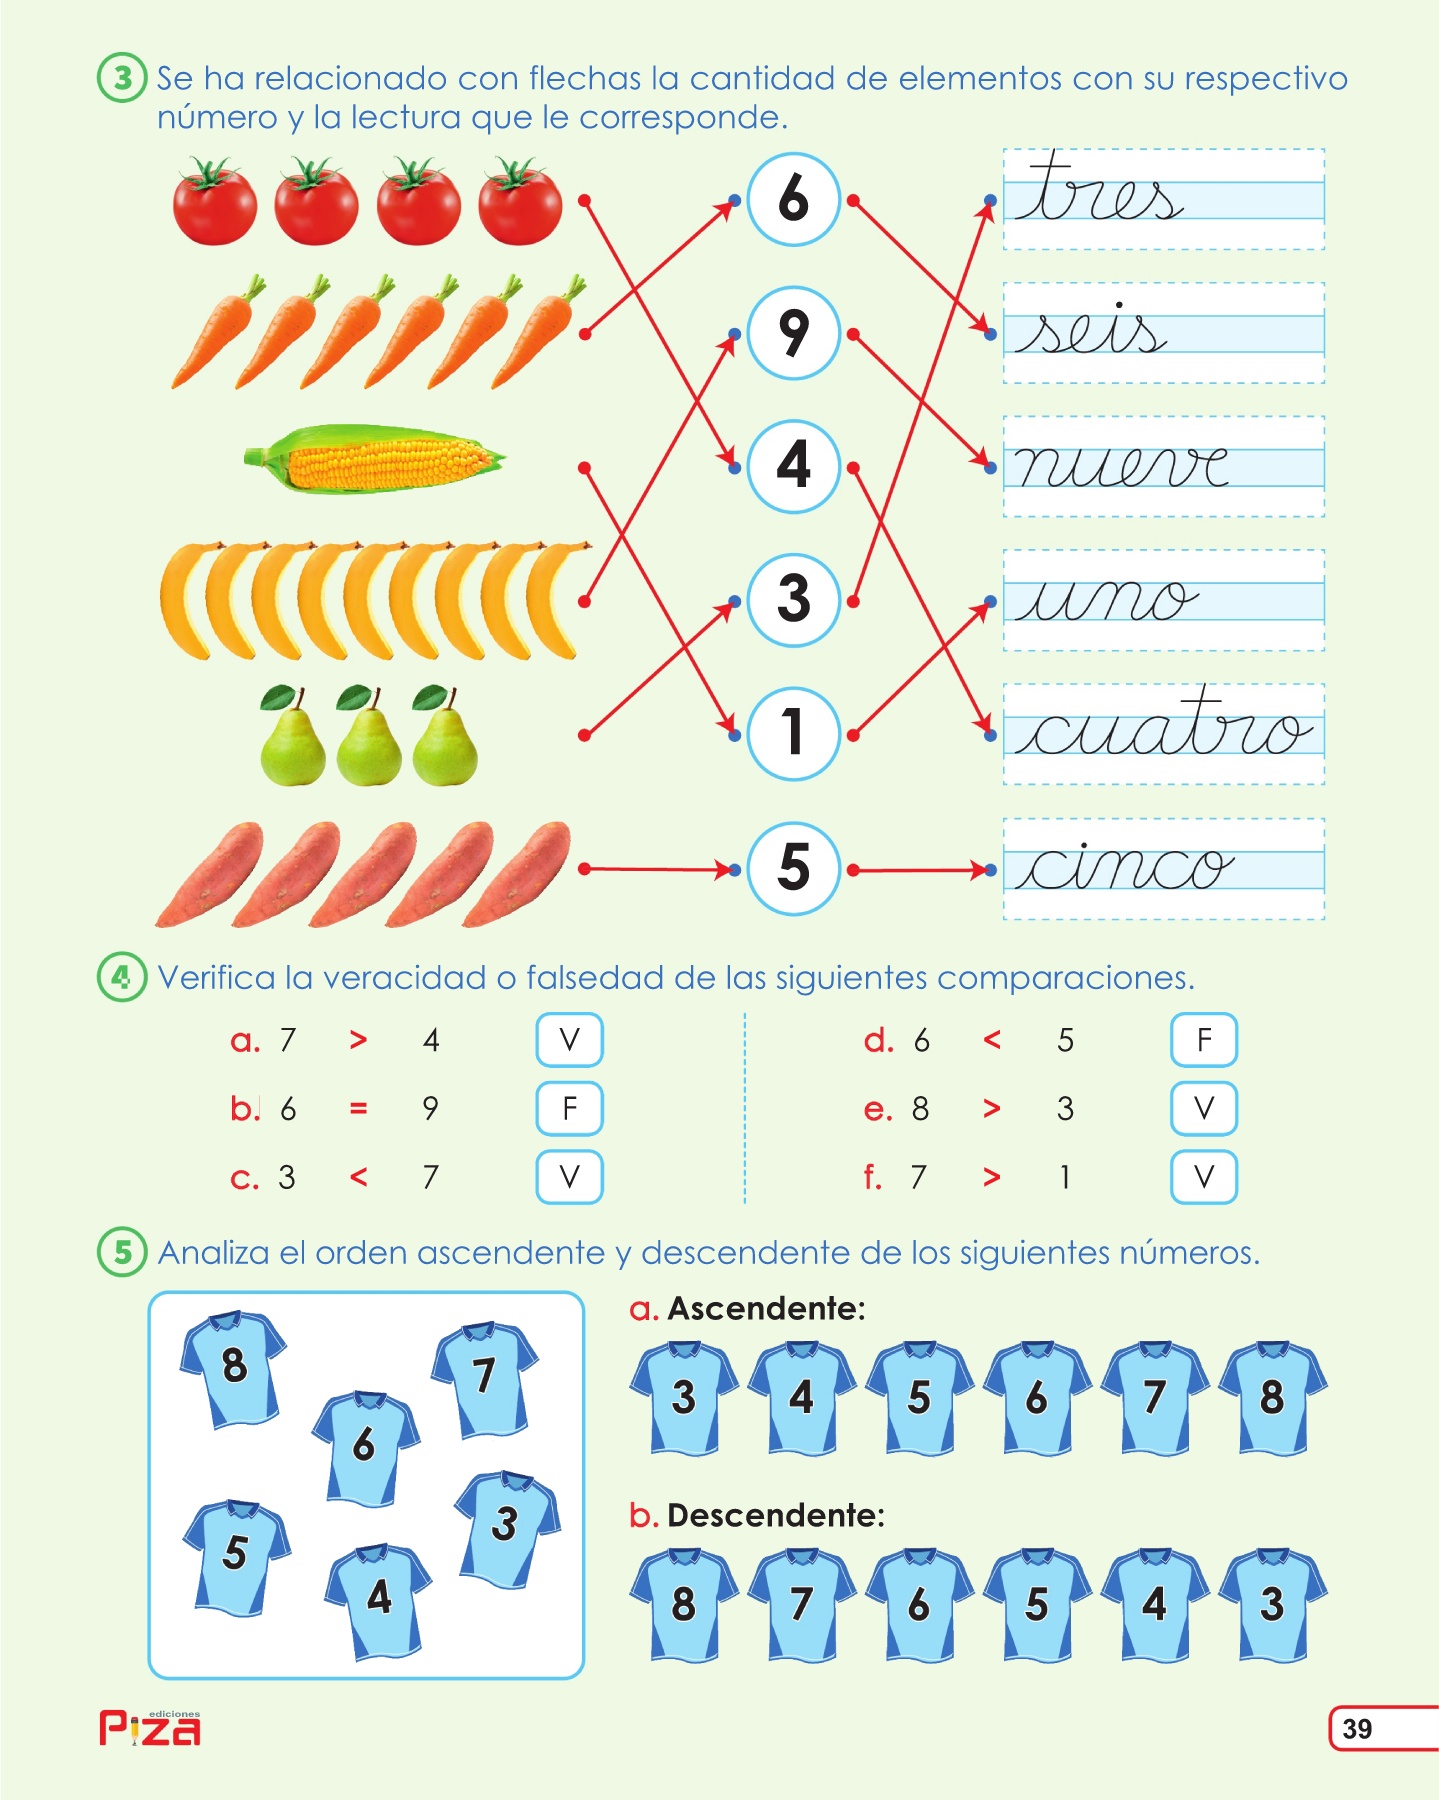 3 Se ha relacionado con flechas la cantidad de elementos con su respectivo
número y la lectura que le corresponde.
6 tres
9 seis
4 nueve
3 uno
1 cuatro
5 cinco
4 Verifica la veracidad o falsedad de las siguientes comparaciones.
a. 7 > 4 V
b. 6 = 9 F
c. 3 < 7 V
d. 6 < 5 F
e. 8 > 3 V
f. 7 > 1 V
5 Analiza el orden ascendente y descendente de los siguientes números.
8
7
6
3
5
4
a. Ascendente:
3 4 5 6 7 8
b. Descendente:
8 7 6 5 4 3
ediciones
Piza
39